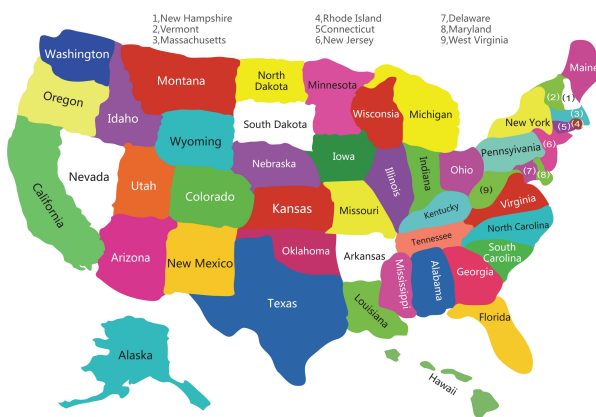 1,New Hampshire 4,Rhode Island 7,Delaware
2,Vermont 5Connecticut 8,Maryland
3,Massachusetts 6,New Jersey 9,West Virginia
Washington
Oregon
California
Nevada
Idaho
Montana
Wyoming
Utah
Colorado
Arizona
New Mexico
North
Dakota
South Dakota
Nebraska
Kansas
Oklahoma
Texas
Minnesota
Iowa
Missouri
Arkansas
Louisiana
Wisconsin
Illinois
Michigan
Indiana
Ohio
Kentucky
Tennessee
Mississippi
Alabama
Georgia
Florida
South
Carolina
North Carolina
Virginia
(9)
Pennsyivania
New York
Maine
(2)
(1)
(3)
(5)
(4)
(6)
(7)
(8)
Alaska
Hawaii